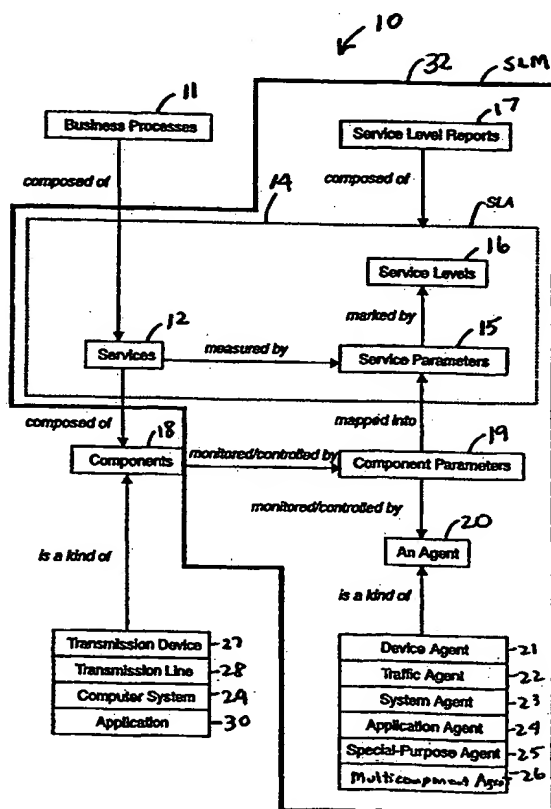 10
32
SLM
11
17
Business Processes
Service Level Reports
composed of
14
composed of
SLA
16
Service Levels
12
marked by
15
Services
measured by
Service Parameters
composed of
18
mapped into
19
Components
monitored/controlled by
Component Parameters
monitored/controlled by
20
An Agent
is a kind of
is a kind of
Transmission Device 27
Transmission Line 28
Computer System 29
Application 30
Device Agent 21
Traffic Agent 22
System Agent 23
Application Agent 24
Special-Purpose Agent 25
Multicomponent Agent 26